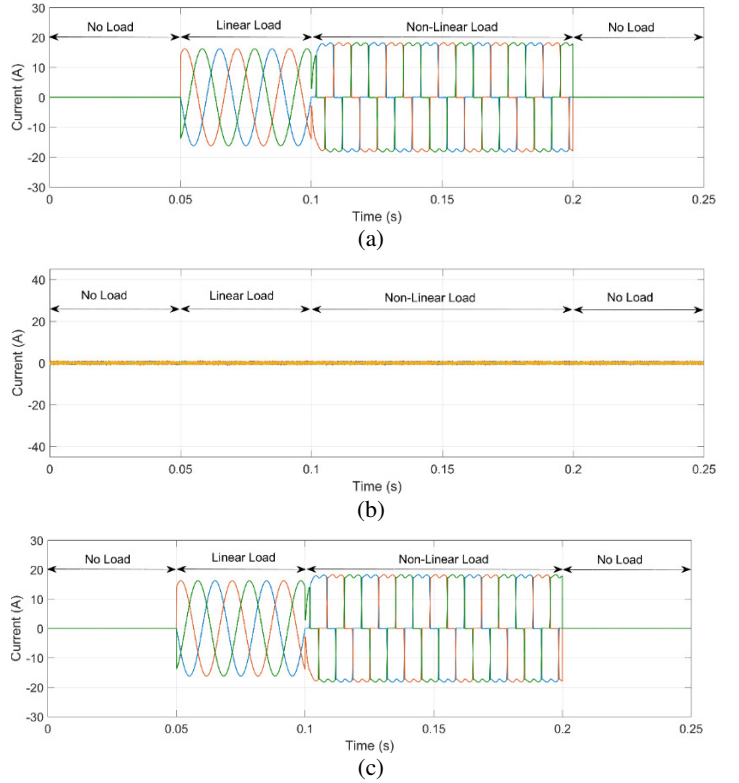 30
No Load
Linear Load
Non-Linear Load
No Load
20
10
0
-10
-20
-30
Current (A)
0
0.05
0.1
0.15
0.2
0.25
Time (s)
(a)
40
No Load
Linear Load
Non-Linear Load
No Load
20
0
-20
-40
Current (A)
0
0.05
0.1
0.15
0.2
0.25
Time (s)
(b)
30
No Load
Linear Load
Non-Linear Load
No Load
20
10
0
-10
-20
-30
Current (A)
0
0.05
0.1
0.15
0.2
0.25
Time (s)
(c)